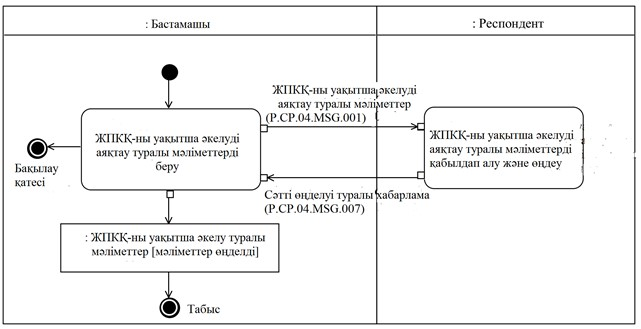 : Бастамашы
: Респондент
ЖПКҚ-ны уақытша әкелуді
аяқтау туралы мәліметтер
(P.CP.04.MSG.001)
ЖПКҚ-ны уақытша әкелуді
аяқтау туралы мәліметтерді
беру
ЖПКҚ-ны уақытша әкелуді
аяқтау туралы мәліметтерді
қабылдап алу және өңдеу
Бақылау
қатесі
Сәтті өңделуі туралы хабарлама
(P.CP.04.MSG.007)
: ЖПКҚ-ны уақытша әкелу туралы
мәліметтер [мәліметтер өңделді]
Табыс